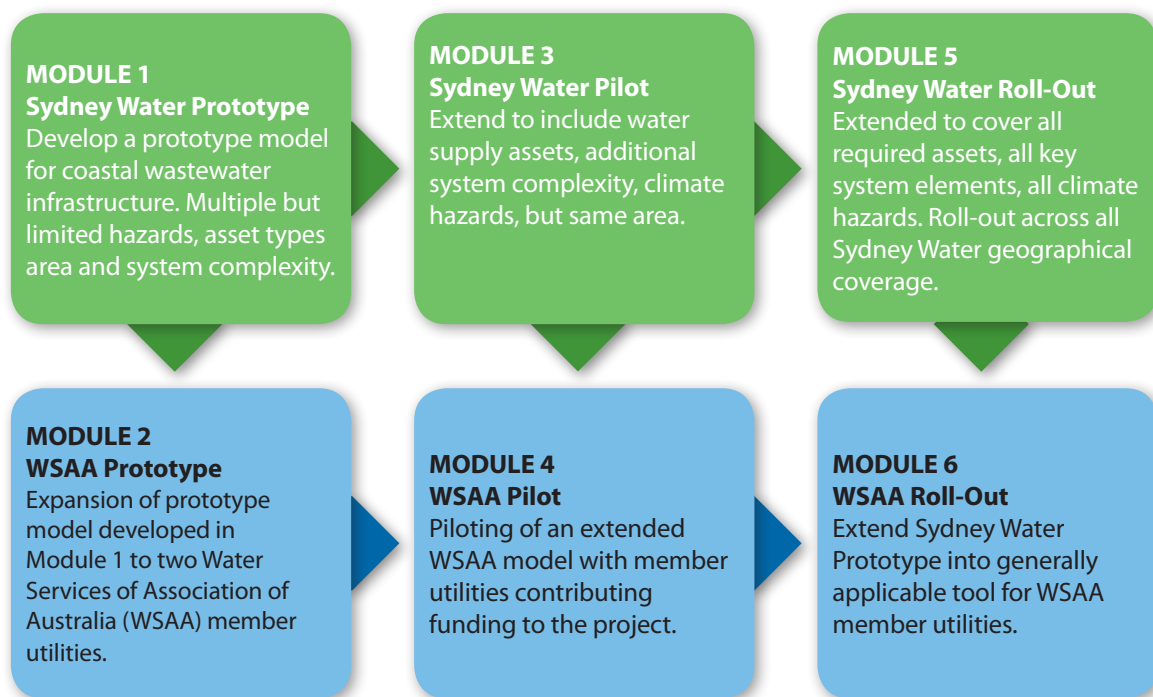 MODULE 1
Sydney Water Prototype
Develop a prototype model
for coastal wastewater
infrastructure. Multiple but
limited hazards, asset types
area and system complexity.
MODULE 3
Sydney Water Pilot
Extend to include water
supply assets, additional
system complexity, climate
hazards, but same area.
MODULE 5
Sydney Water Roll-Out
Extended to cover all
required assets, all key
system elements, all climate
hazards. Roll-out across all
Sydney Water geographical
coverage.
MODULE 2
WSAA Prototype
Expansion of prototype
model developed in
Module 1 to two Water
Services of Association of
Australia (WSAA) member
utilities.
MODULE 4
WSAA Pilot
Piloting of an extended
WSAA model with member
utilities contributing
funding to the project.
MODULE 6
WSAA Roll-Out
Extend Sydney Water
Prototype into generally
applicable tool for WSAA
member utilities.